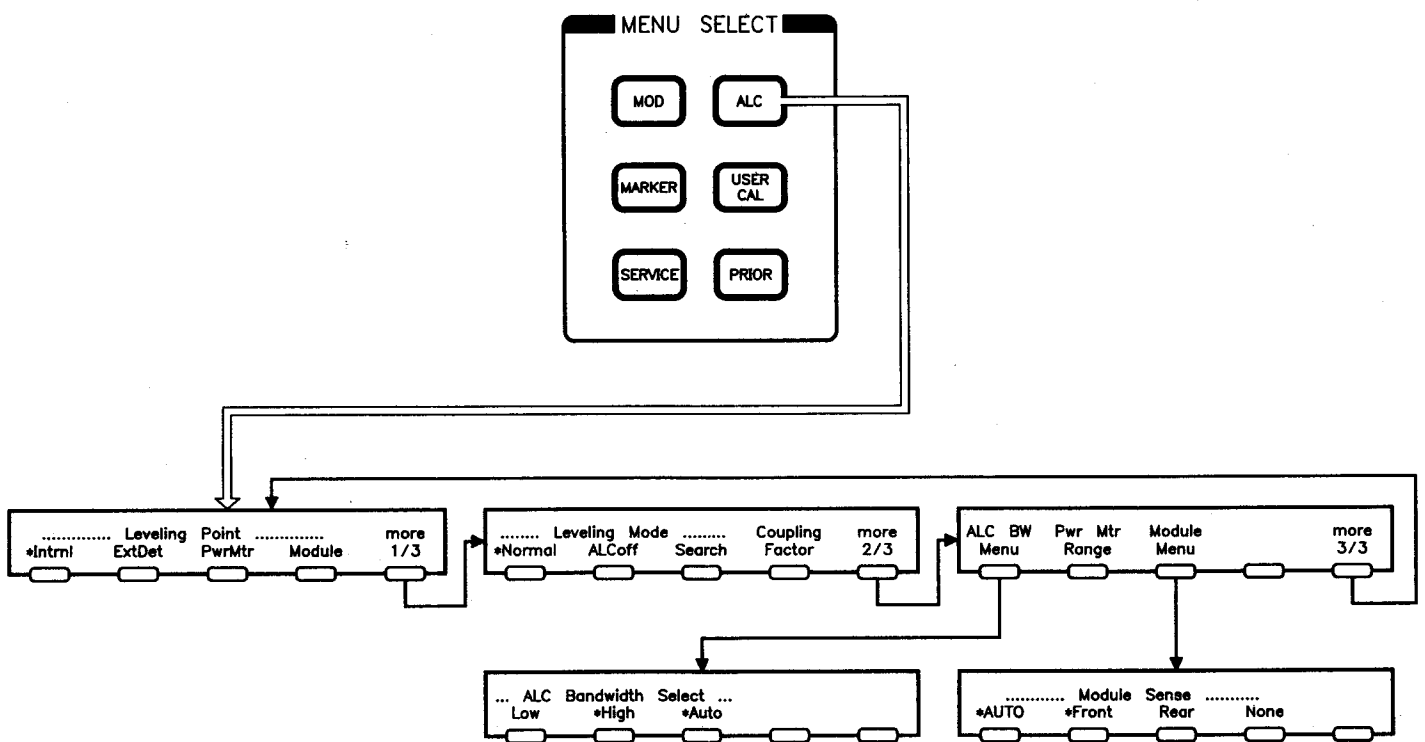 MENU SELECT
MOD
ALC
MARKER
USER
CAL
SERVICE
PRIOR
.............. Leveling Point ..............
more
*Intrnl ExtDet PwrMtr Module 1/3
........ Leveling Mode .........
Coupling
more
*Normal ALCoff Search Factor 2/3
ALC BW Pwr Mtr Module more
Menu Range Menu 3/3
... ALC Bandwidth Select ...
Low *High *Auto
............ Module Sense ...........
*AUTO *Front Rear None